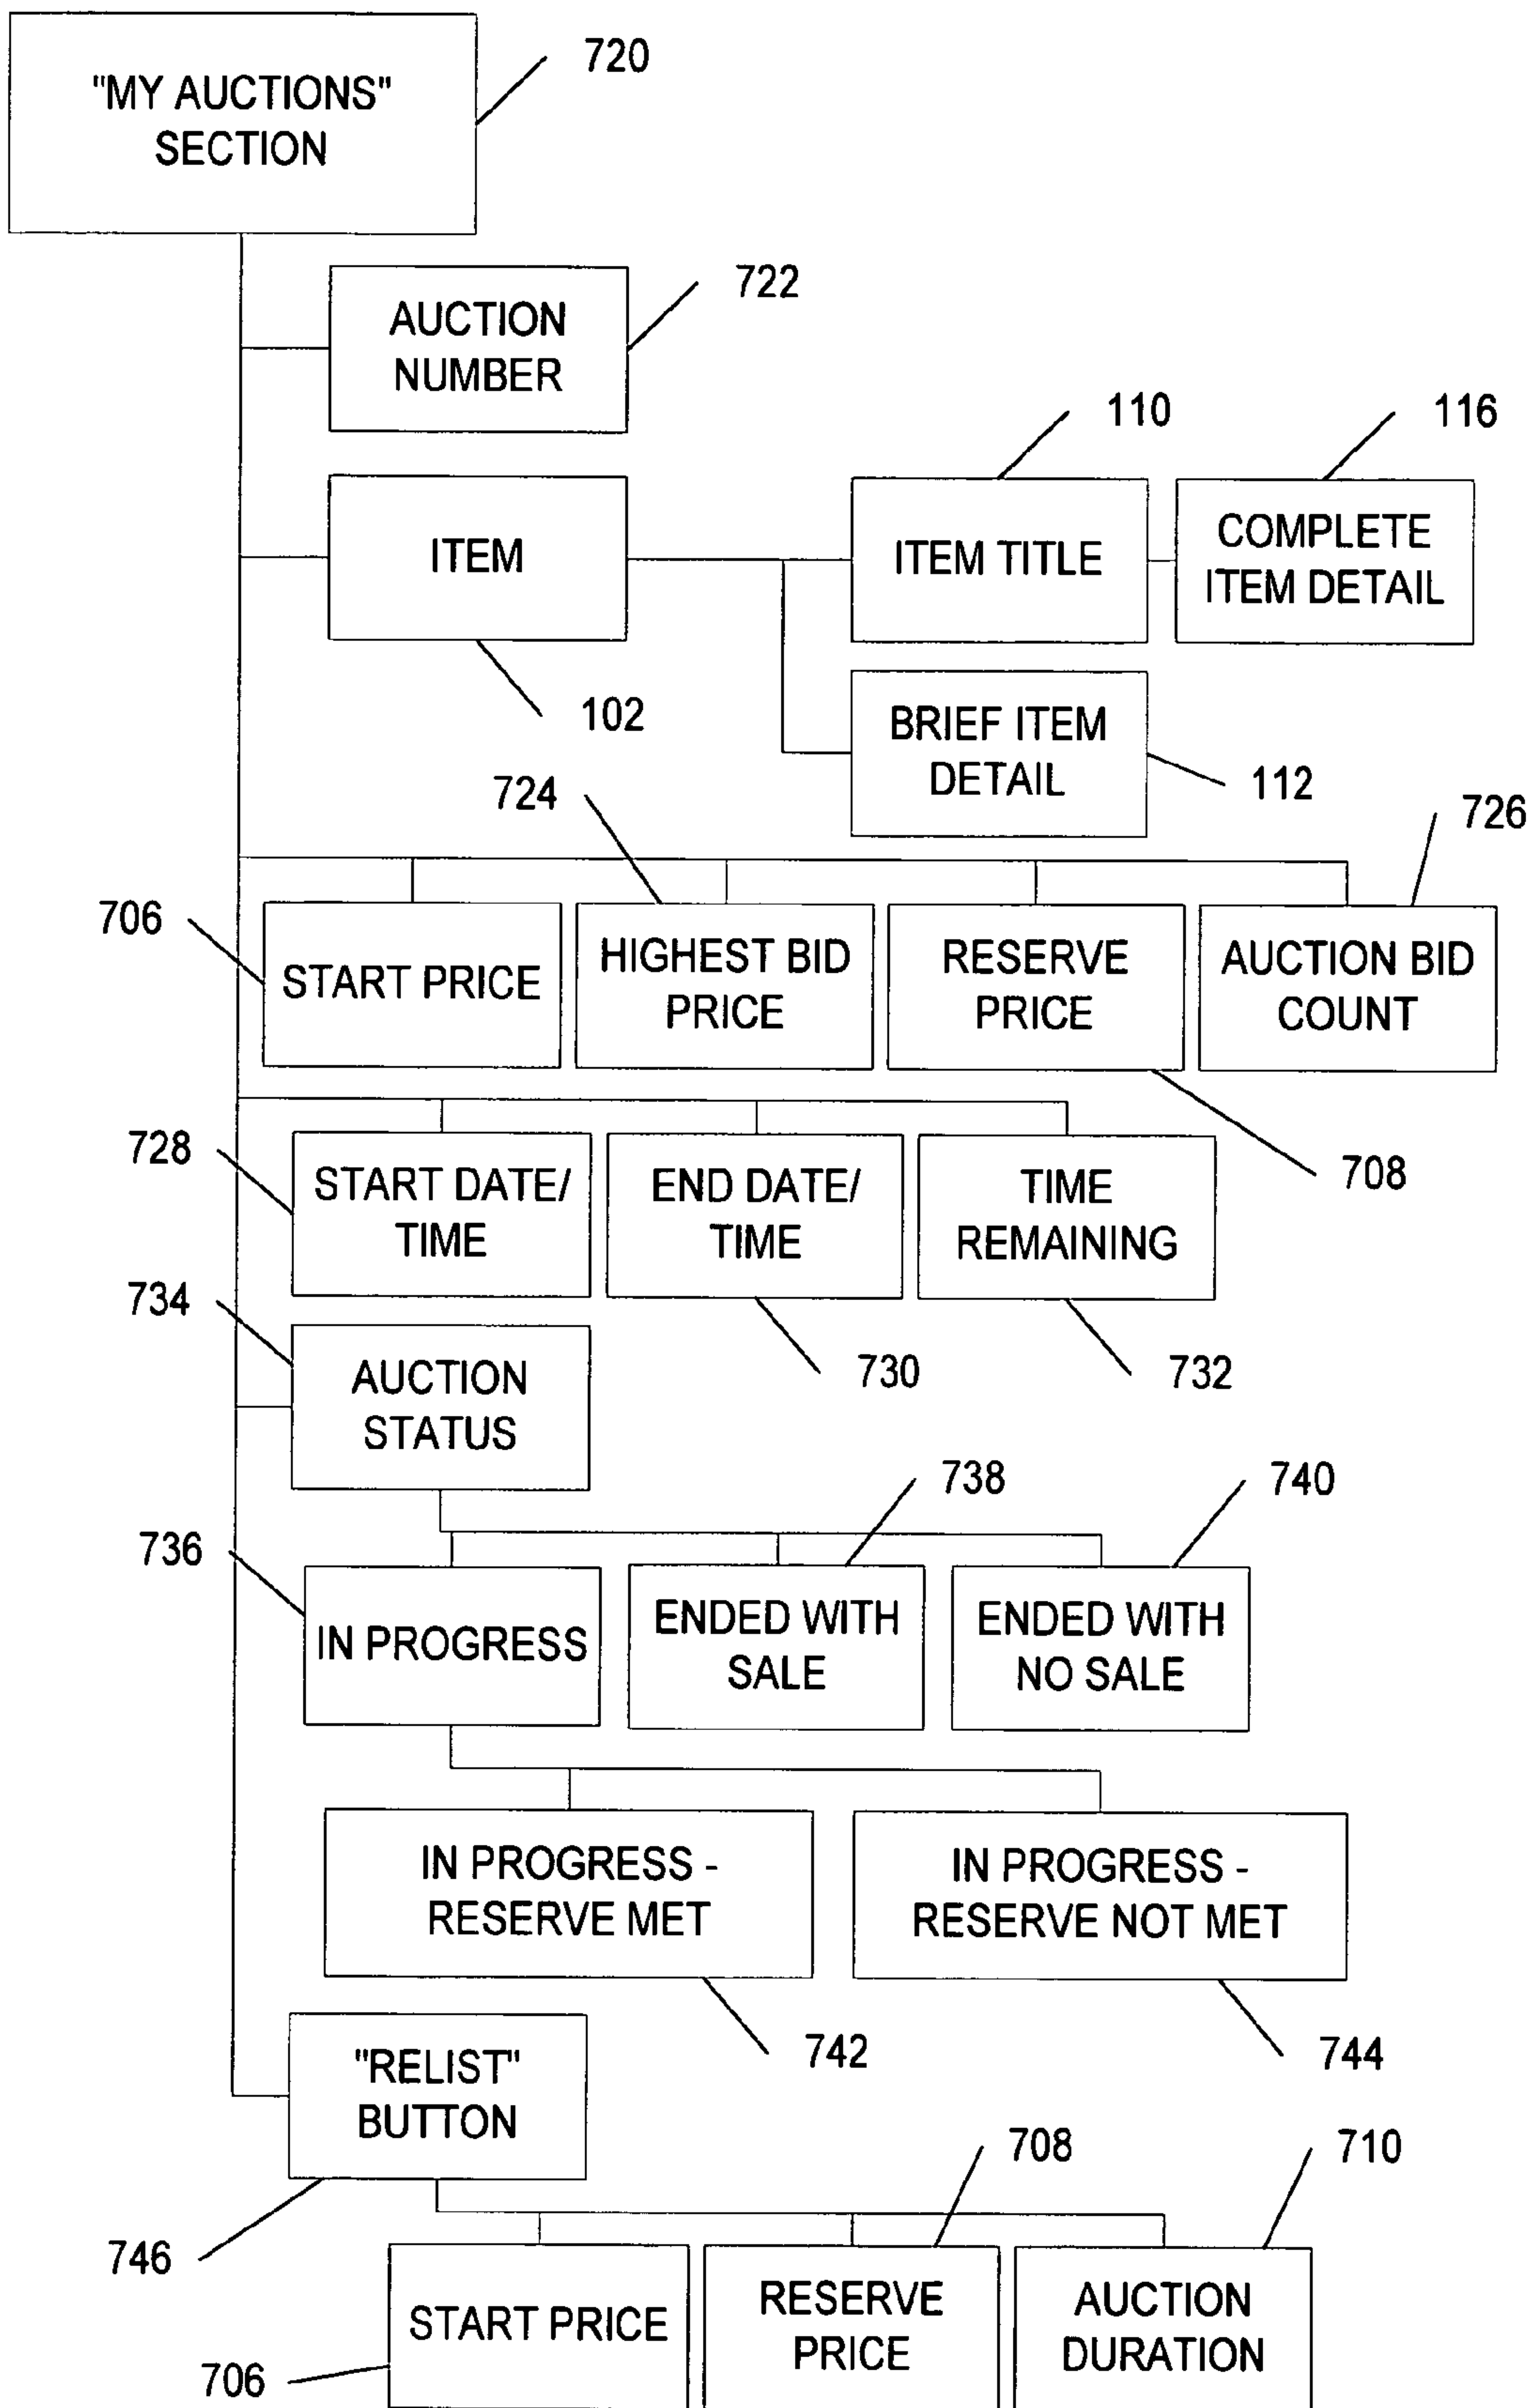 "MY AUCTIONS"
SECTION
720
AUCTION
NUMBER
722
ITEM
102
ITEM TITLE
110
COMPLETE
ITEM DETAIL
116
BRIEF ITEM
DETAIL
112
START PRICE
706
HIGHEST BID
PRICE
724
RESERVE
PRICE
708
AUCTION BID
COUNT
726
START DATE/
TIME
728
END DATE/
TIME
730
TIME
REMAINING
732
AUCTION
STATUS
734
IN PROGRESS
736
ENDED WITH
SALE
738
ENDED WITH
NO SALE
740
IN PROGRESS -
RESERVE MET
742
IN PROGRESS -
RESERVE NOT MET
744
"RELIST"
BUTTON
746
START PRICE
706
RESERVE
PRICE
708
AUCTION
DURATION
710